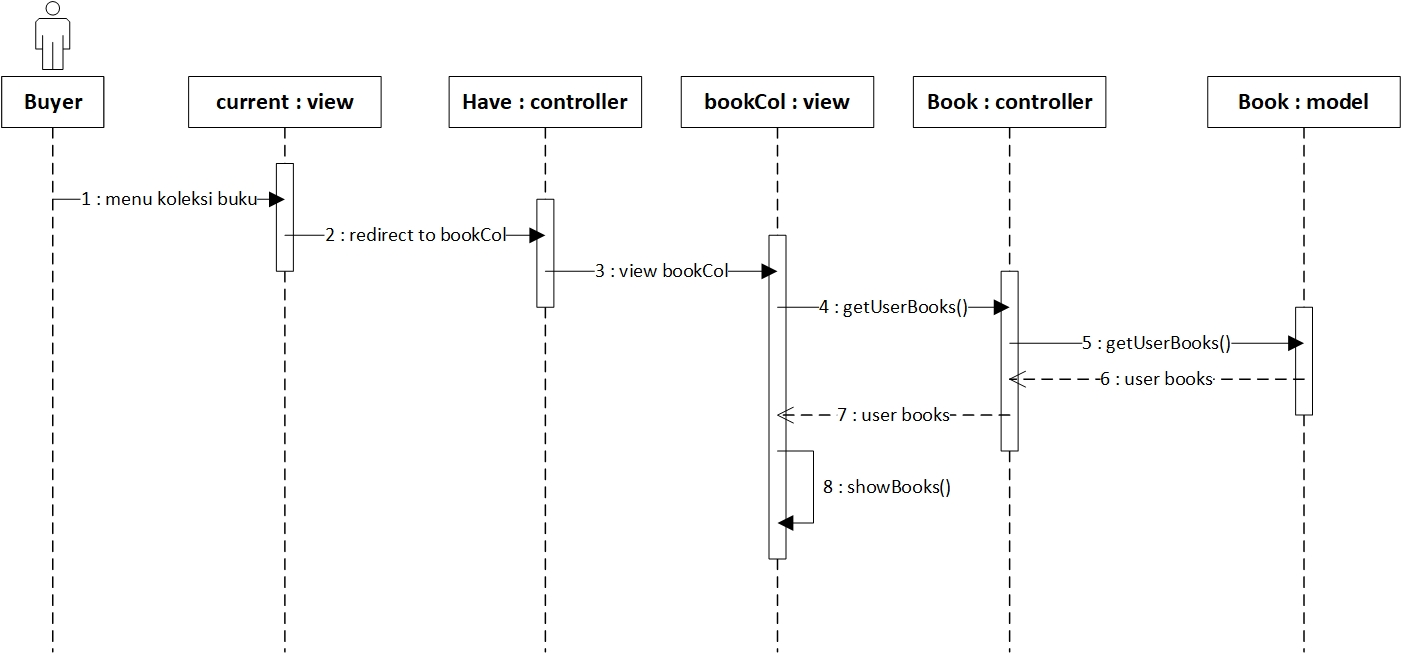 Buyer
current : view
Have : controller
bookCol : view
Book : controller
Book : model
1 : menu koleksi buku
2 : redirect to bookCol
3 : view bookCol
4 : getUserBooks()
5 : getUserBooks()
6 : user books
7 : user books
8 : showBooks()